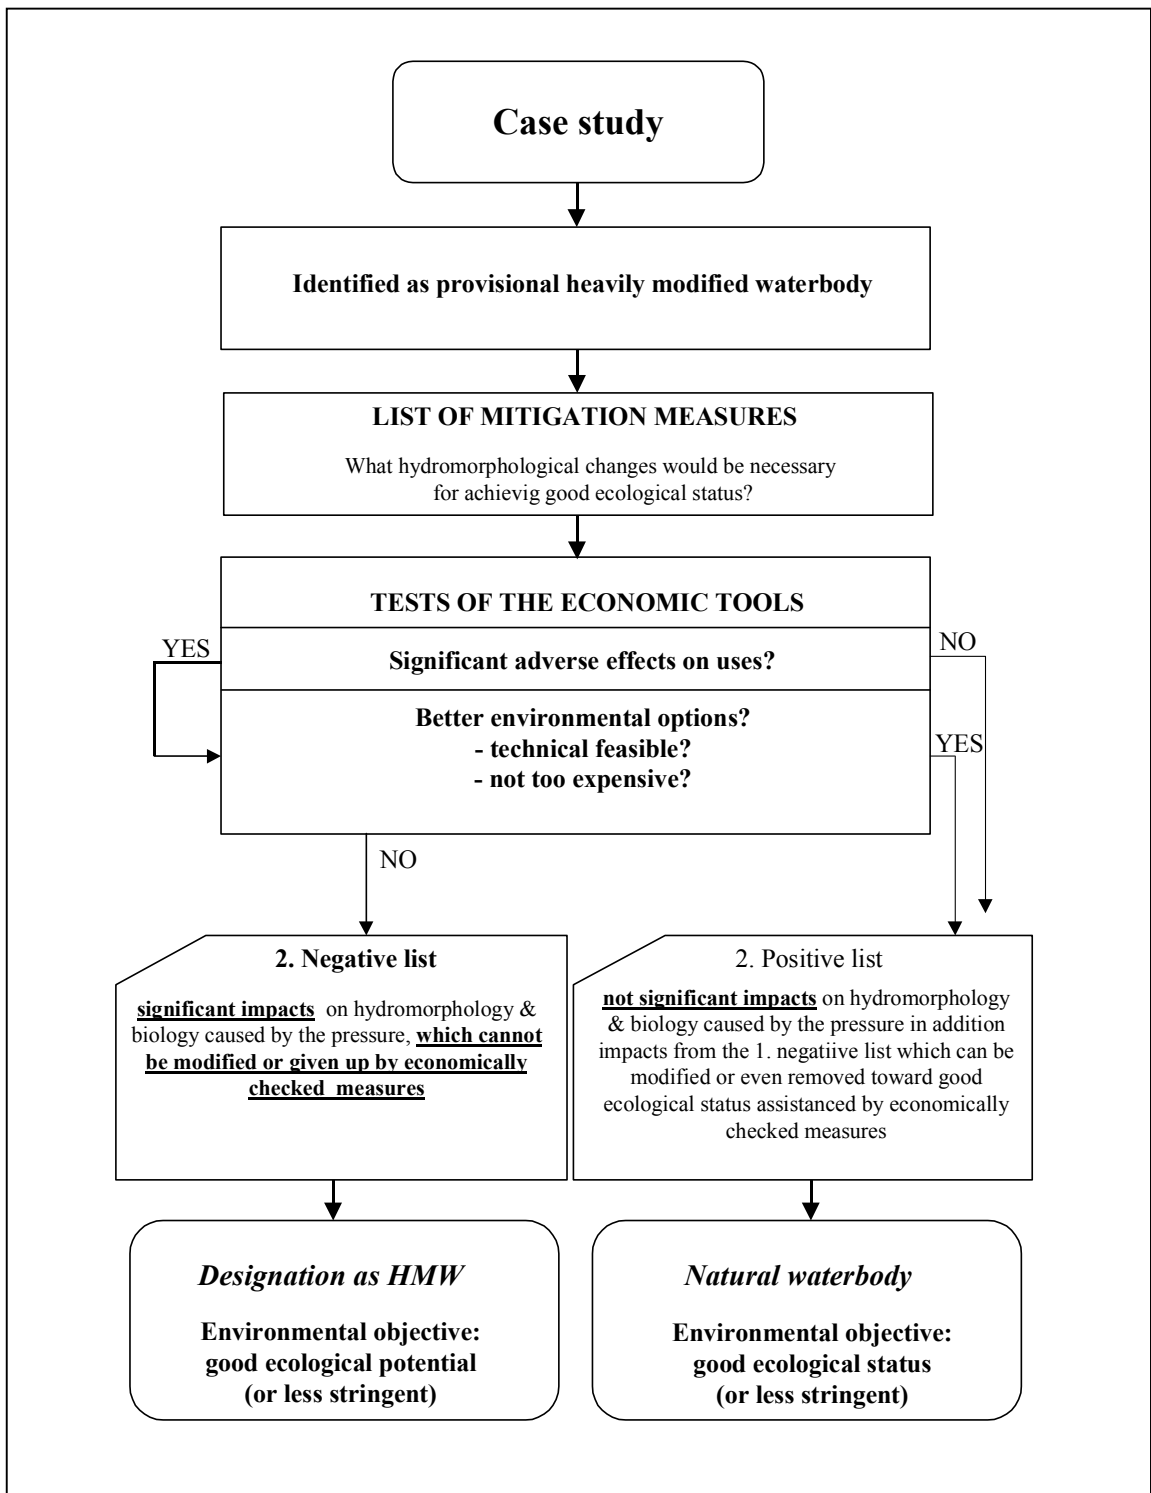 Case study
Identified as provisional heavily modified waterbody
LIST OF MITIGATION MEASURES
What hydromorphological changes would be necessary
for achievig good ecological status?
TESTS OF THE ECONOMIC TOOLS
YES
Significant adverse effects on uses?
NO
Better environmental options?
- technical feasible?
- not too expensive?
YES
NO
2. Negative list
significant impacts on hydromorphology &
biology caused by the pressure, which cannot
be modified or given up by economically
checked measures
2. Positive list
not significant impacts on hydromorphology
& biology caused by the pressure in addition
impacts from the 1. negatiive list which can be
modified or even removed toward good
ecological status assistanced by economically
checked measures
Designation as HMW
Environmental objective:
good ecological potential
(or less stringent)
Natural waterbody
Environmental objective:
good ecological status
(or less stringent)